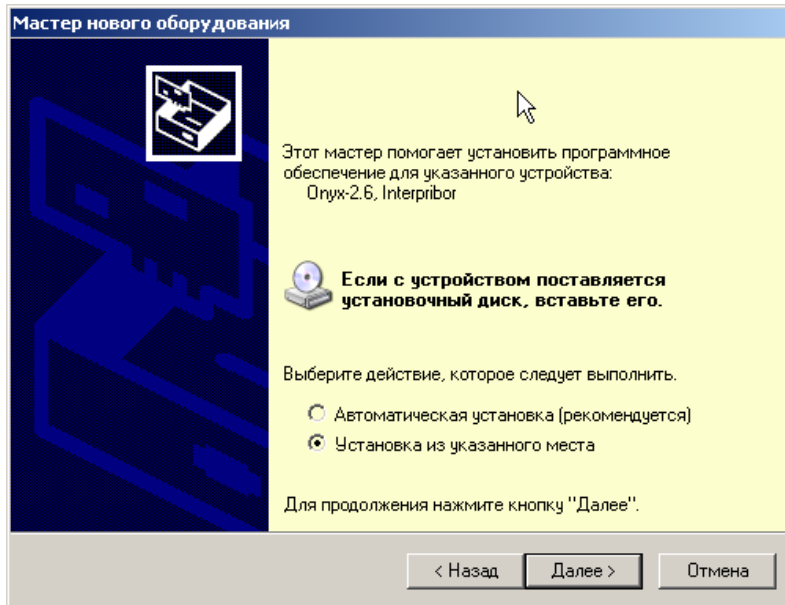 Мастер нового оборудования
Этот мастер помогает установить программное
обеспечение для указанного устройства:
Onyx-2.6, Interpribor
Если с устройством поставляется
установочный диск, вставьте его.
Выберите действие, которое следует выполнить.
Автоматическая установка (рекомендуется)
Установка из указанного места
Для продолжения нажмите кнопку "Далее".
< Назад Далее > Отмена